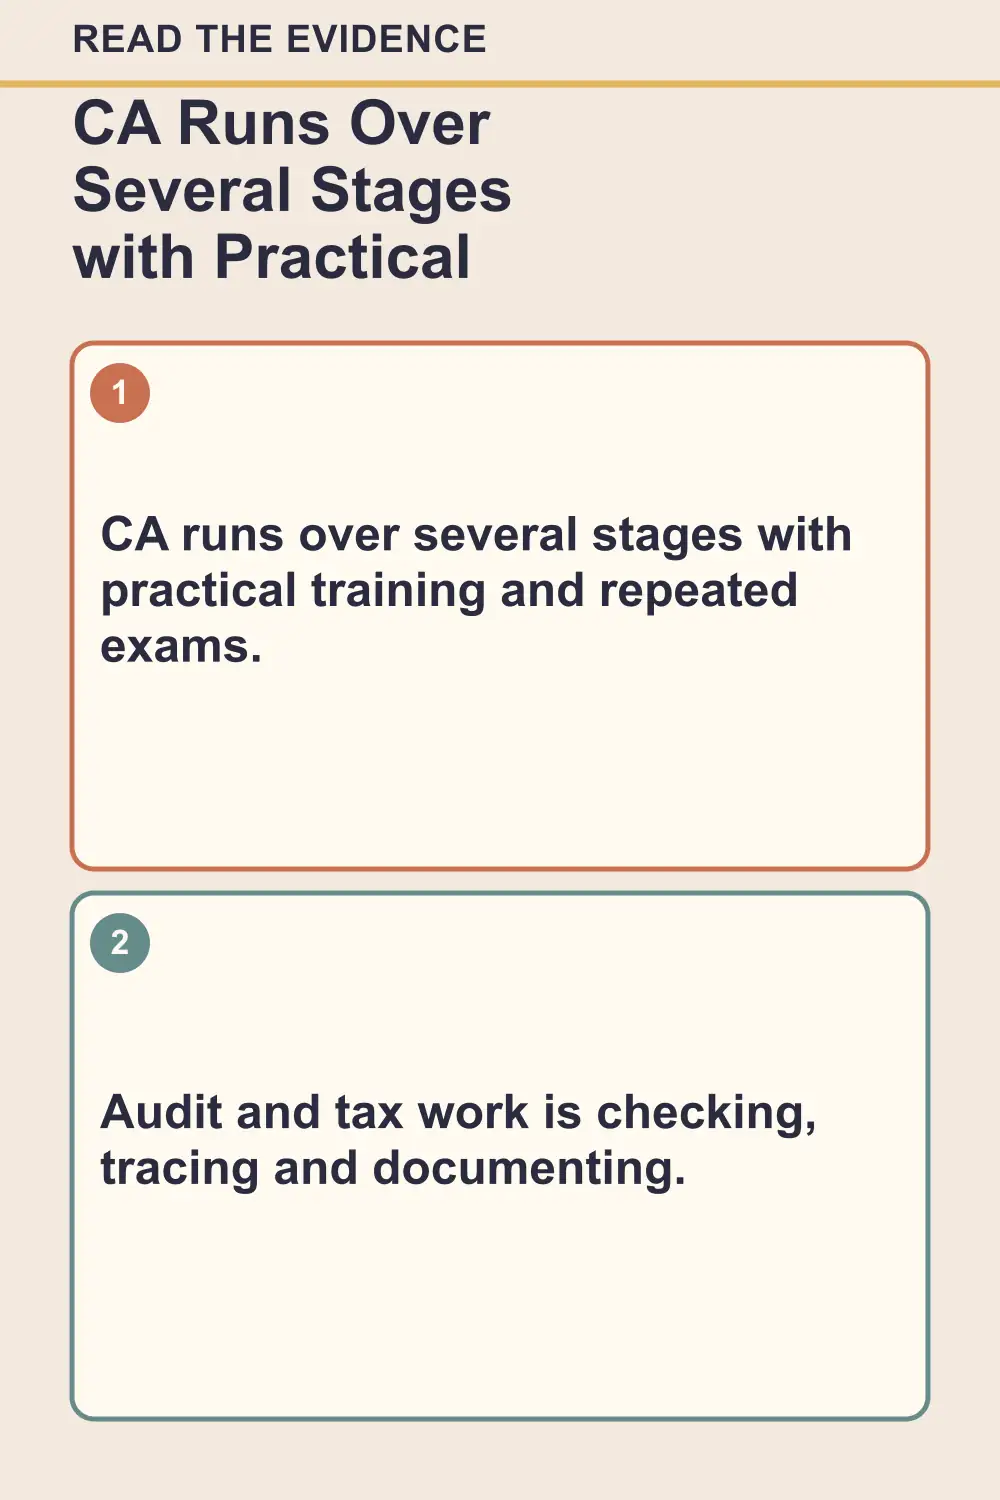 READ THE EVIDENCE
CA Runs Over
Several Stages
with Practical
1
CA runs over several stages with
practical training and repeated
exams.
2
Audit and tax work is checking,
tracing and documenting.